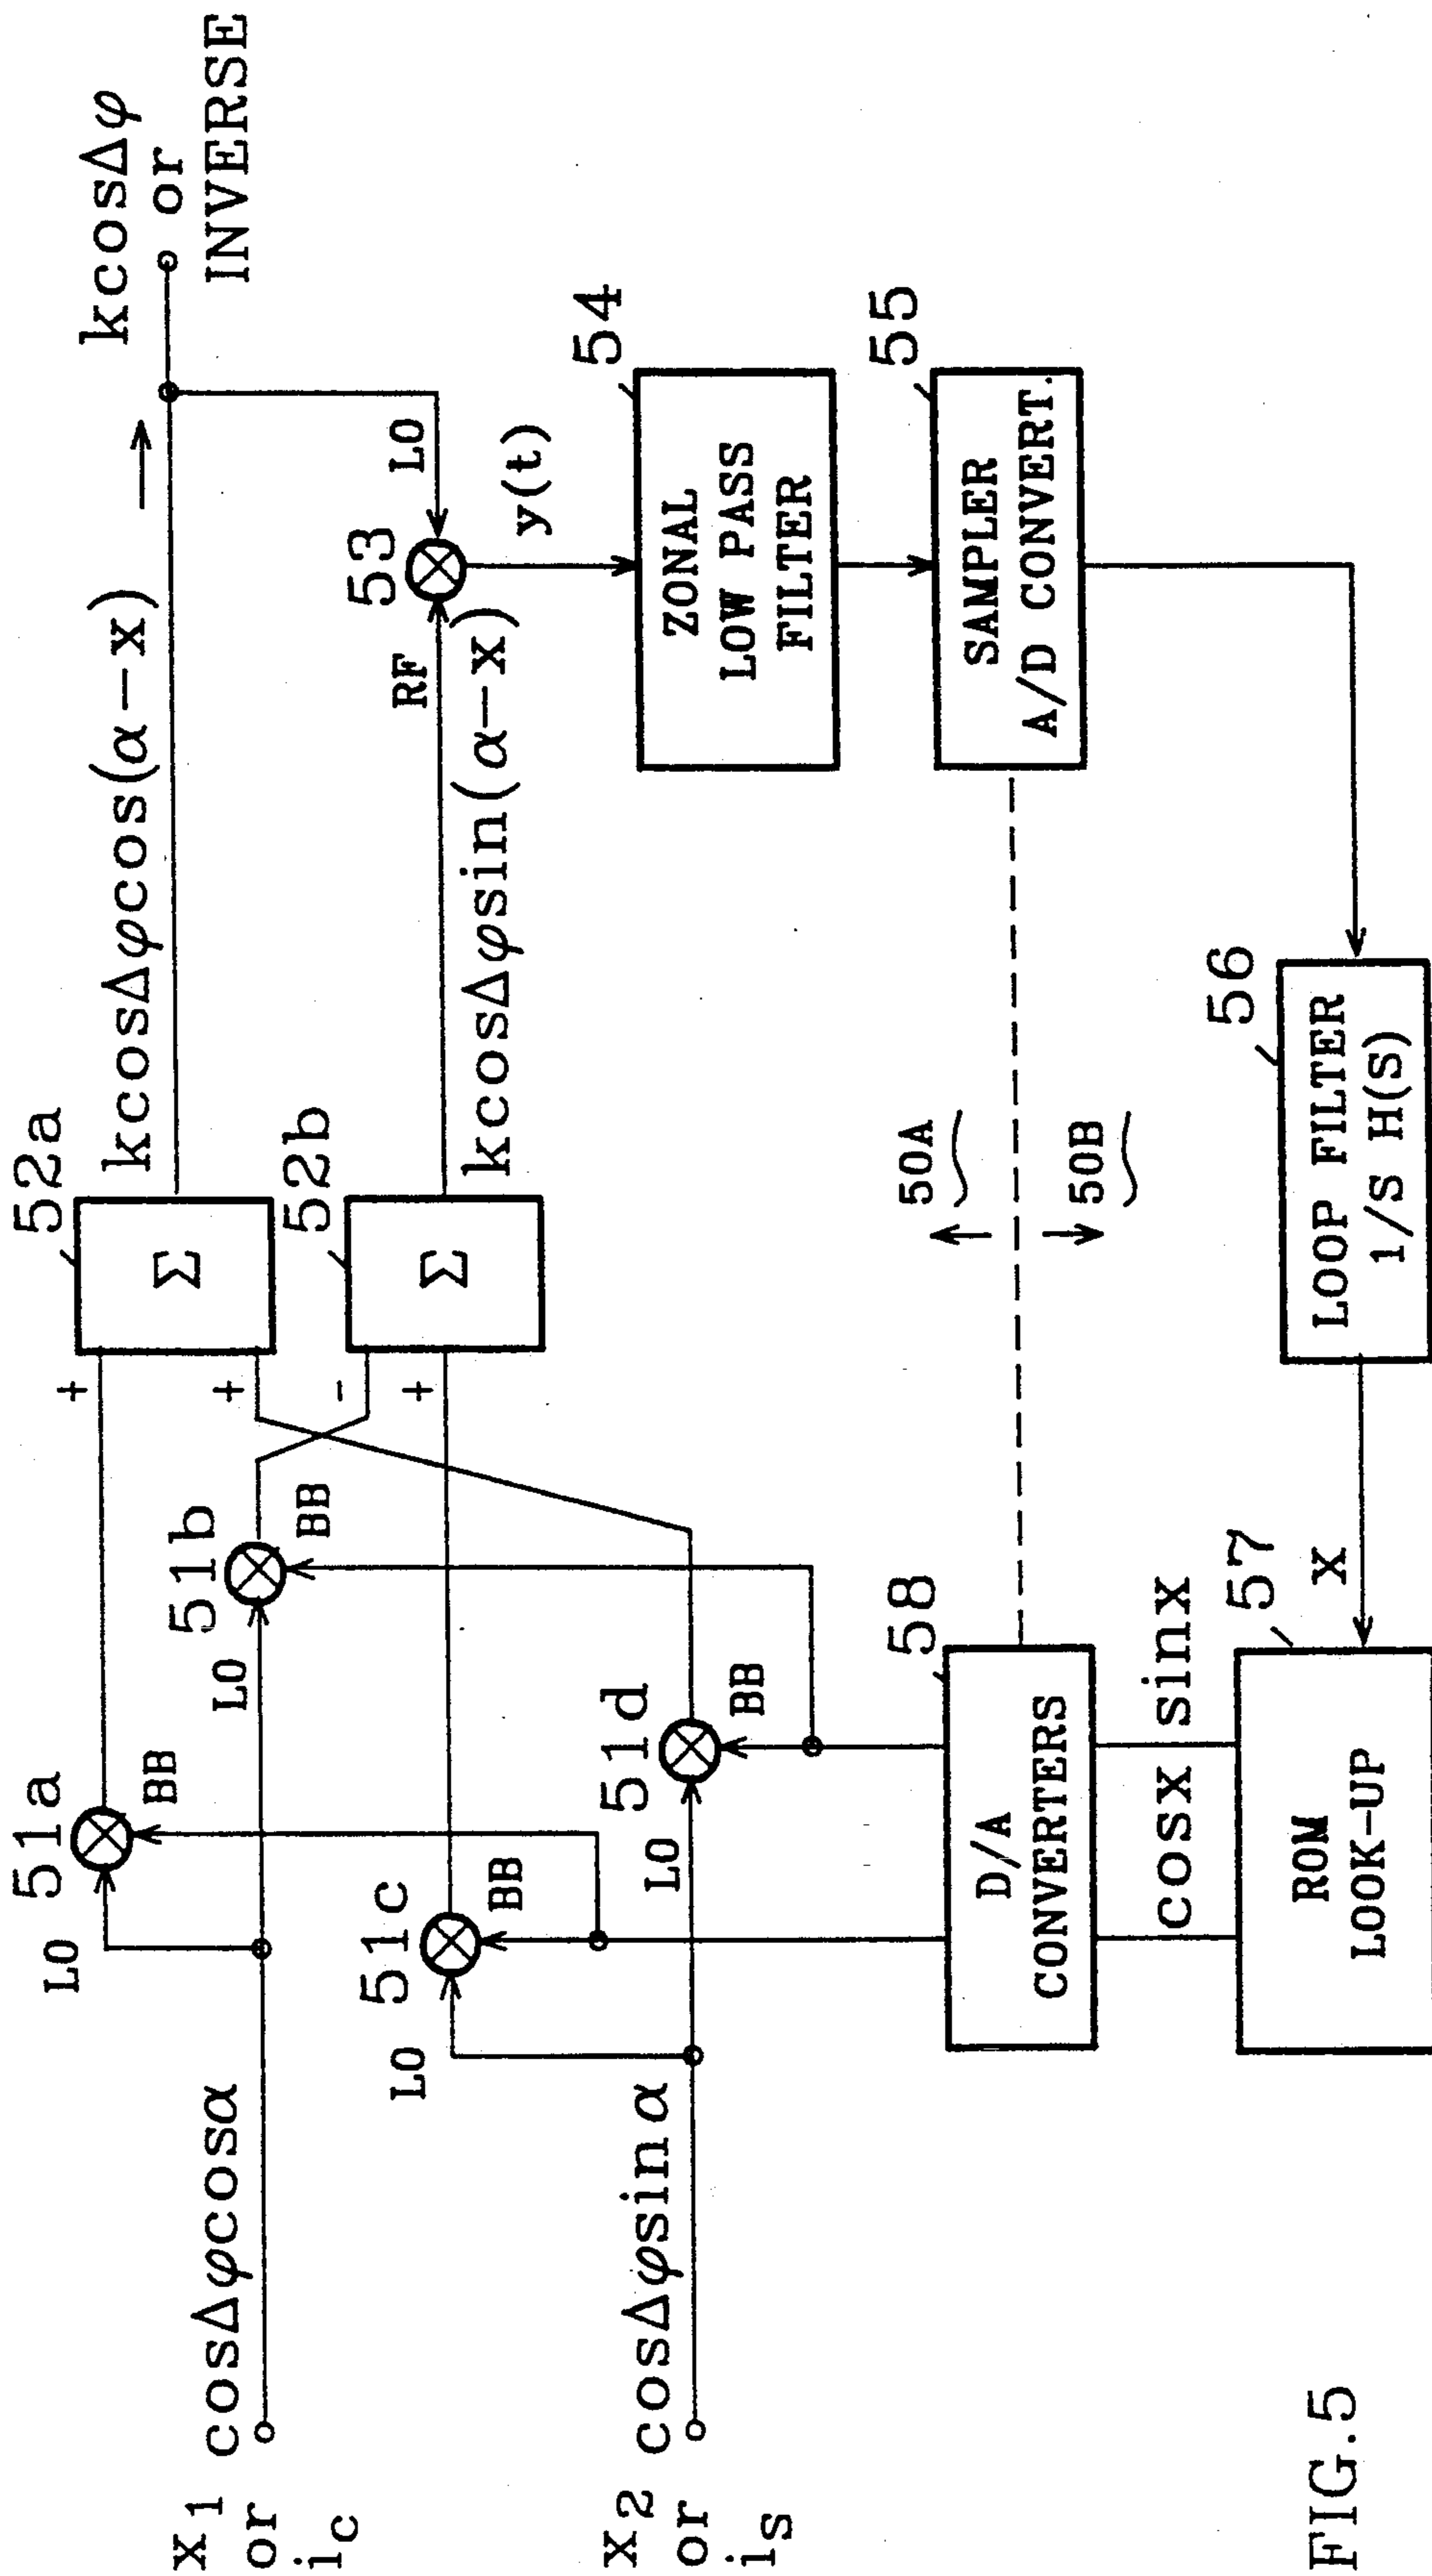 kcosΔφ
or
INVERSE
kcosΔφcos(α−x)
52a
Σ
+
+
51a
LO
BB
51b
LO
BB
cosΔφcosα
x1
or
ic
52b
Σ
-
+
kcosΔφsin(α−x)
RF
53
LO
y(t)
51c
LO
BB
51d
LO
BB
cosΔφsinα
x2
or
is
54
ZONAL
LOW PASS
FILTER
55
SAMPLER
A/D CONVERT.
50A
50B
58
D/A
CONVERTERS
cosx sinx
57
ROM
LOOK-UP
x
56
LOOP FILTER
1/S H(S)
FIG.5